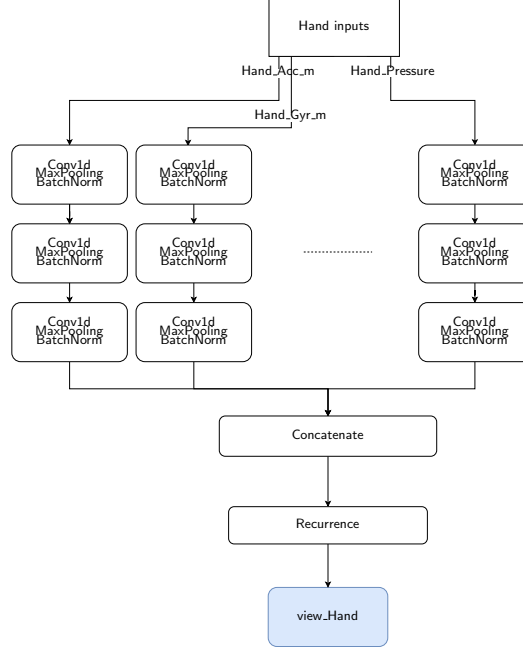 Hand inputs
Hand_Acc_m
Hand_Pressure
Hand_Gyr_m
Conv1d
MaxPooling
BatchNorm
Conv1d
MaxPooling
BatchNorm
Conv1d
MaxPooling
BatchNorm
Conv1d
MaxPooling
BatchNorm
Conv1d
MaxPooling
BatchNorm
Conv1d
MaxPooling
BatchNorm
Conv1d
MaxPooling
BatchNorm
Conv1d
MaxPooling
BatchNorm
Conv1d
MaxPooling
BatchNorm
Concatenate
Recurrence
view_Hand